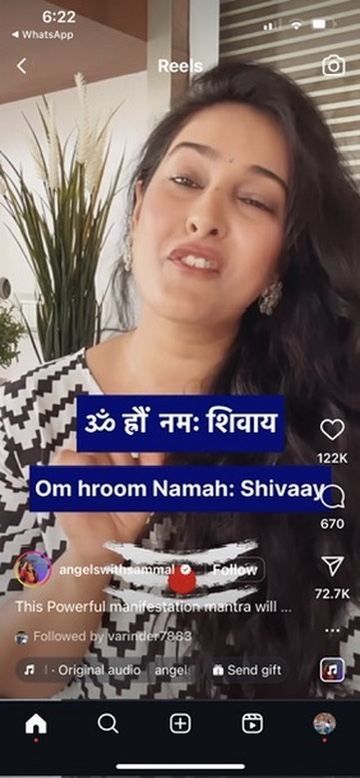 6:22
◀ WhatsApp
Reels
ॐ ह्रौं नमः शिवाय
Om hroom Namah: Shivaay
122K
670
angelswithsammal
Follow
This Powerful manifestation mantra will ...
72.7K
Followed by varinder7883
Original audio angel
Send gift